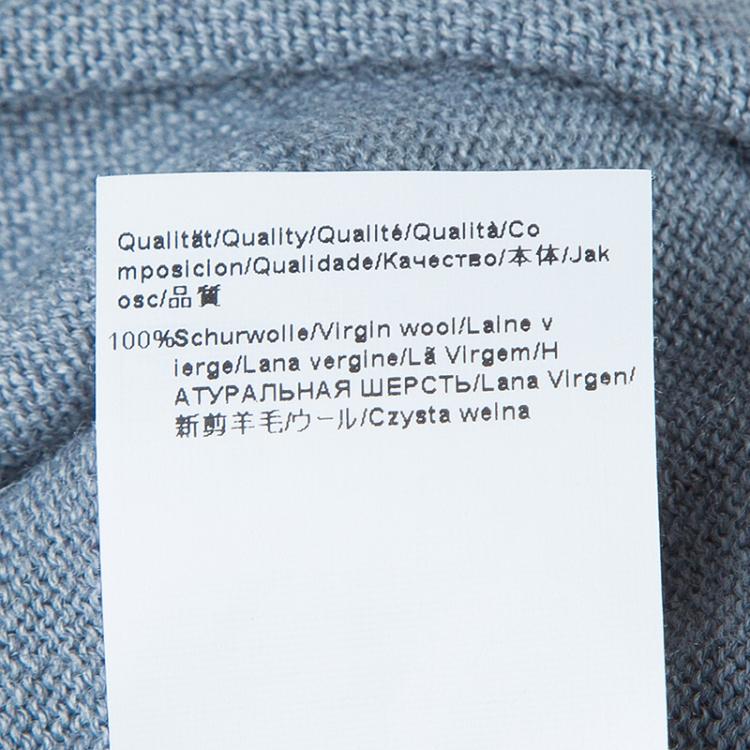 Qualität/Quality/Qualité/Qualità/Co
mposicion/Qualidade/Качество/本体/Jak
osc/品質
100%Schurwolle/Virgin wool/Laine v
ierge/Lana vergine/Lã Virgem/Н
АТУРАЛЬНАЯ ШЕРСТЬ/Lana Virgen/
新剪羊毛/ウール/Czysta welna